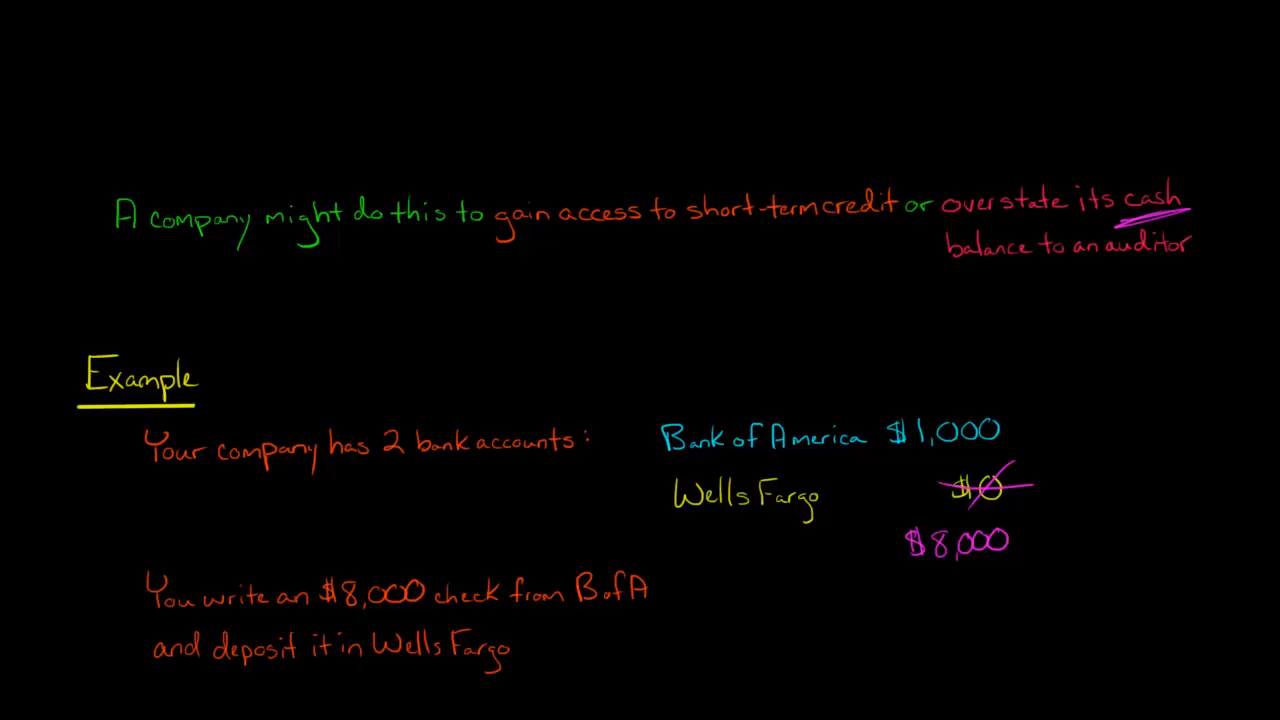 A company might do this to gain access to short-term credit or overstate its cash
balance to an auditor
Example
Your company has 2 bank accounts: Bank of America $1,000
Wells Fargo $0
$8,000
You write an $8,000 check from B of A
and deposit it in Wells Fargo